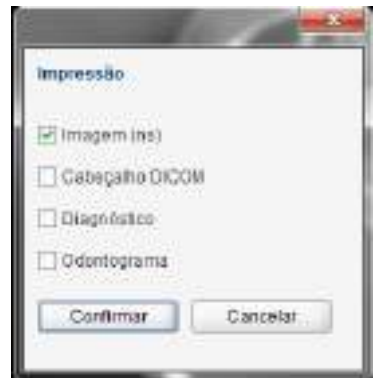 Impressão
Imagem (ns)
Cabeçalho DICOM
Diagnóstico
Odontograma
Confirmar
Cancelar